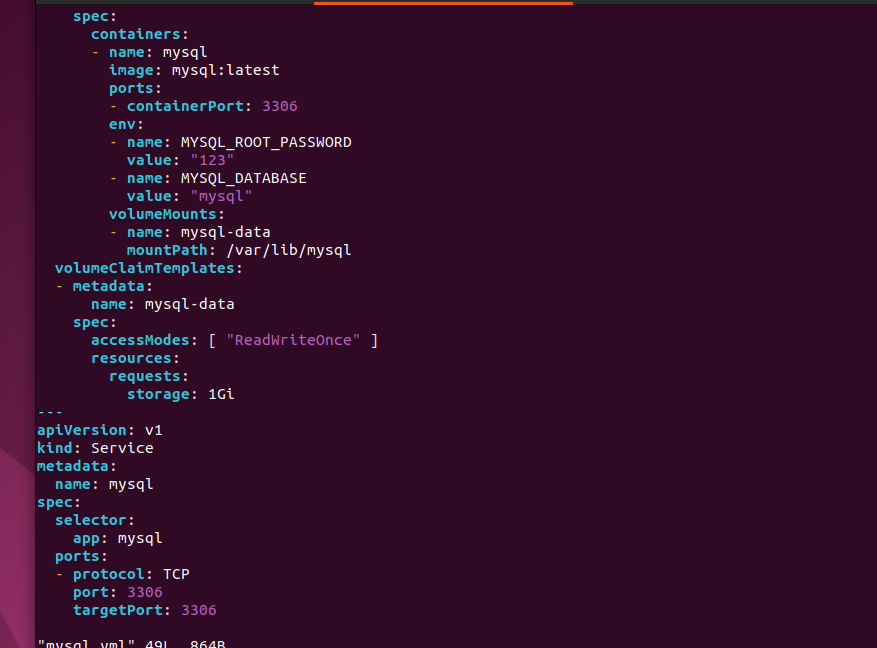 spec:
      containers:
      - name: mysql
        image: mysql:latest
        ports:
        - containerPort: 3306
        env:
        - name: MYSQL_ROOT_PASSWORD
          value: "123"
        - name: MYSQL_DATABASE
          value: "mysql"
        volumeMounts:
        - name: mysql-data
          mountPath: /var/lib/mysql
  volumeClaimTemplates:
  - metadata:
      name: mysql-data
    spec:
      accessModes: [ "ReadWriteOnce" ]
      resources:
        requests:
          storage: 1Gi
---
apiVersion: v1
kind: Service
metadata:
  name: mysql
spec:
  selector:
    app: mysql
  ports:
  - protocol: TCP
    port: 3306
    targetPort: 3306
"mysql.yml" 49L, 864B